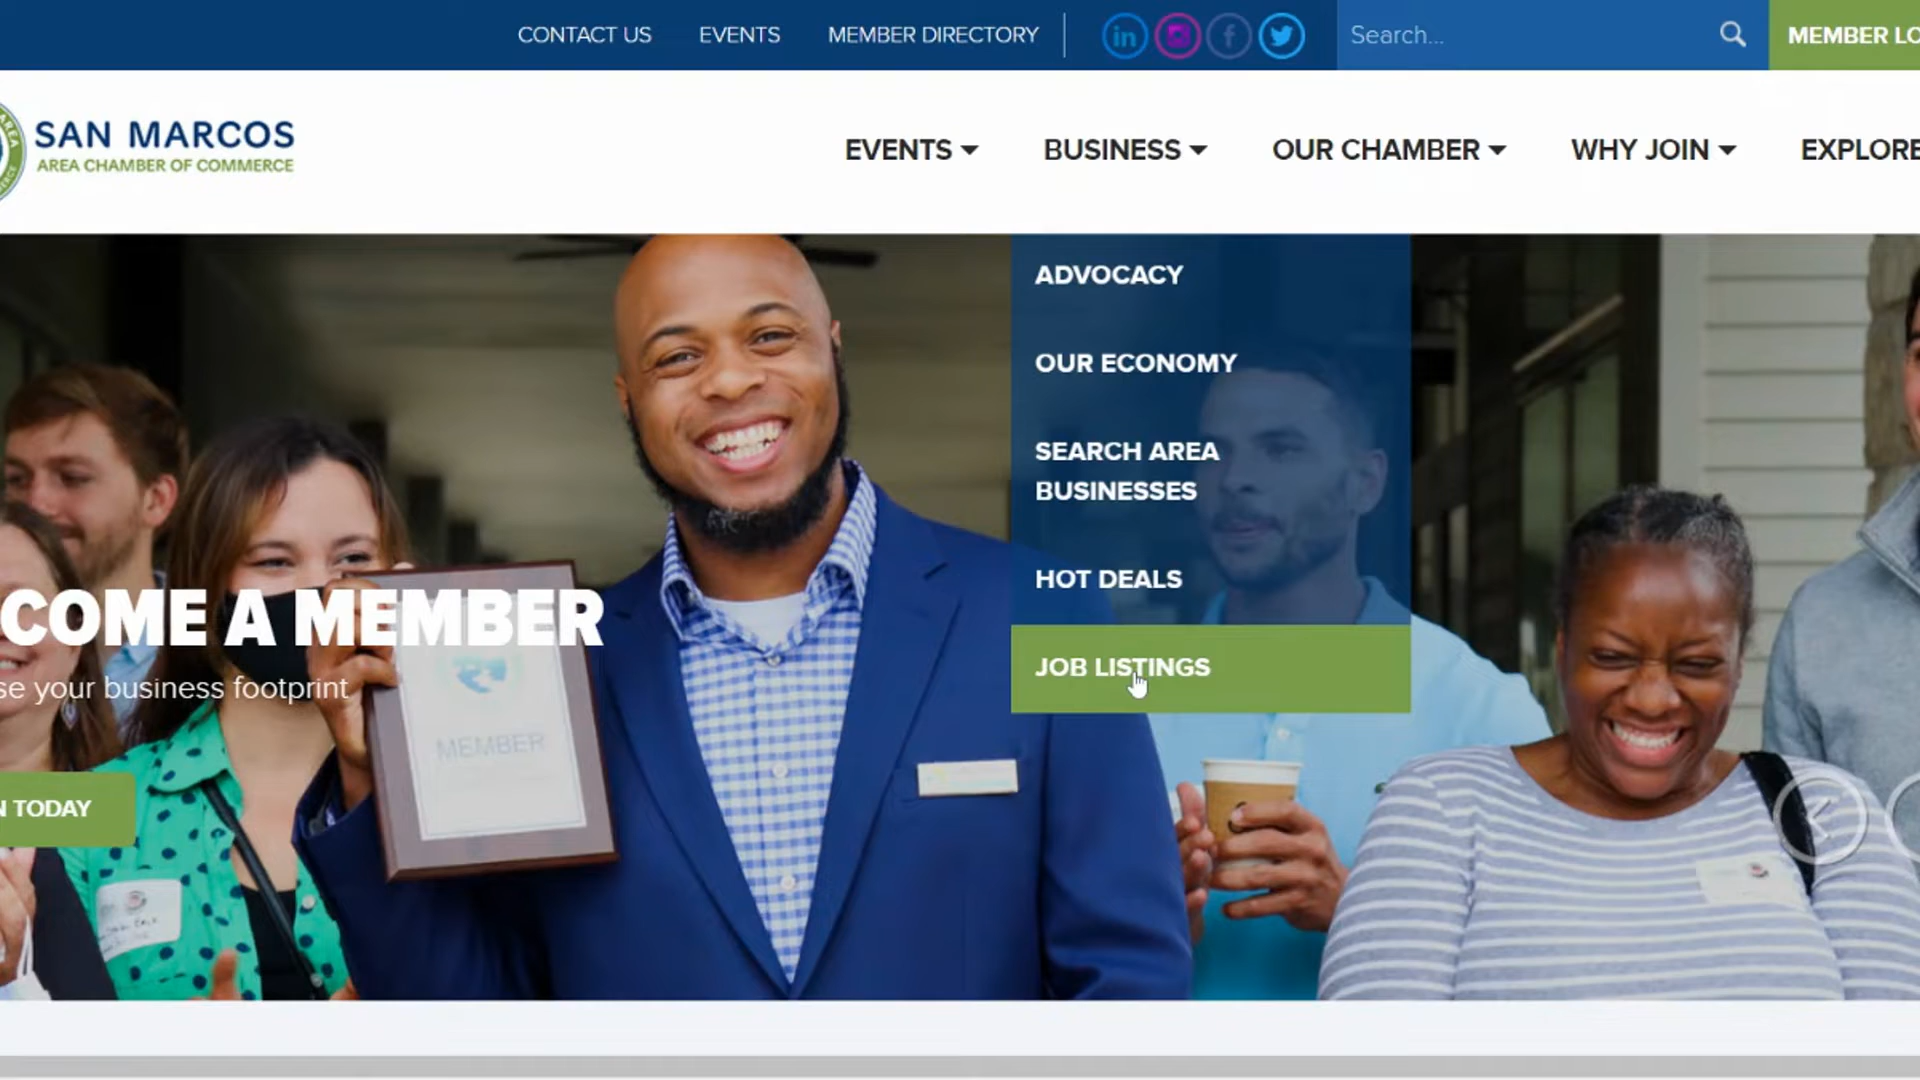 CONTACT US EVENTS MEMBER DIRECTORY in f Search... MEMBER LO
SAN MARCOS
AREA CHAMBER OF COMMERCE
EVENTS BUSINESS OUR CHAMBER WHY JOIN EXPLORE
ADVOCACY
OUR ECONOMY
SEARCH AREA
BUSINESSES
HOT DEALS
JOB LISTINGS
COME A MEMBER
se your business footprint
MEMBER
N TODAY